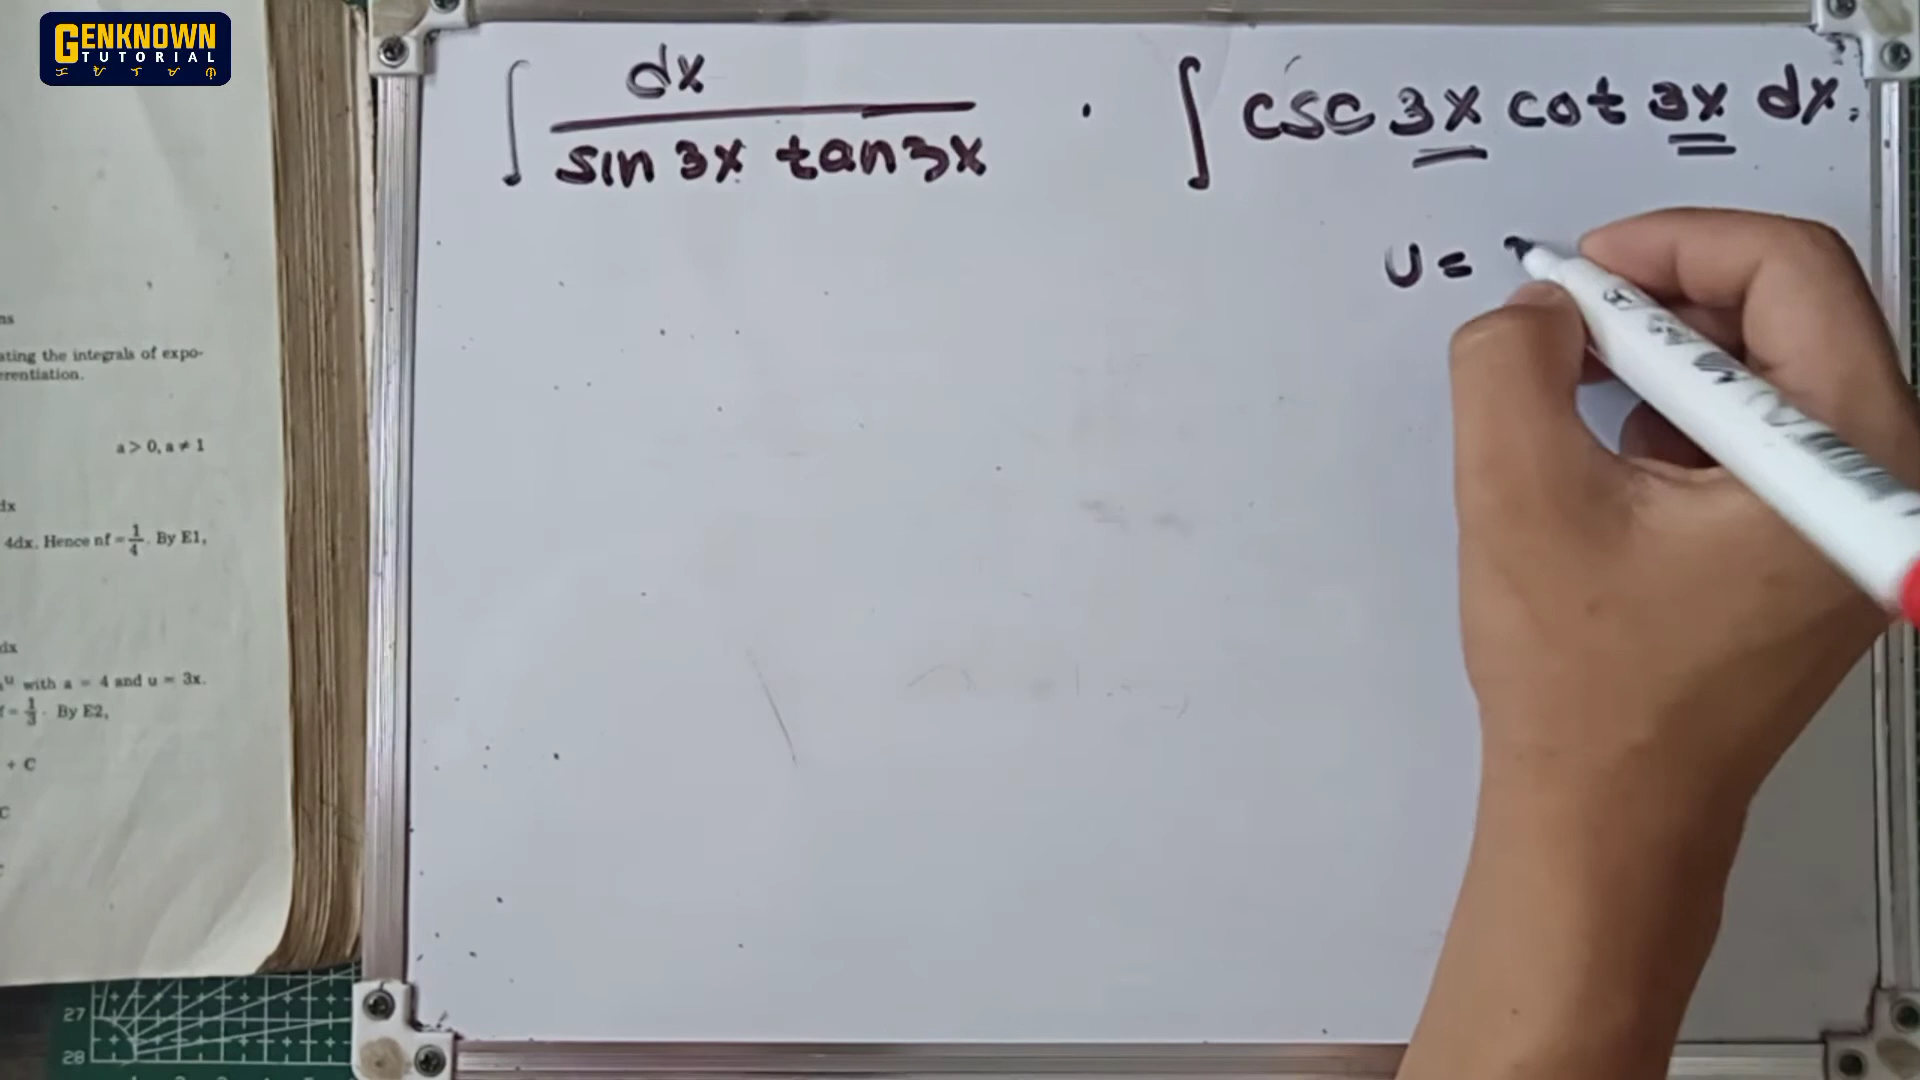 GENKNOWN
TUTORIAL
∫ dx / sin 3x tan 3x · ∫ csc 3x cot 3x dx.
u =
ating the integrals of expo-
erentiation.
a > 0, a ≠ 1
dx
4dx. Hence nf = 1/4. By E1,
dx
u with a = 4 and u = 3x.
f = 1/3. By E2,
+ C
C
27
28